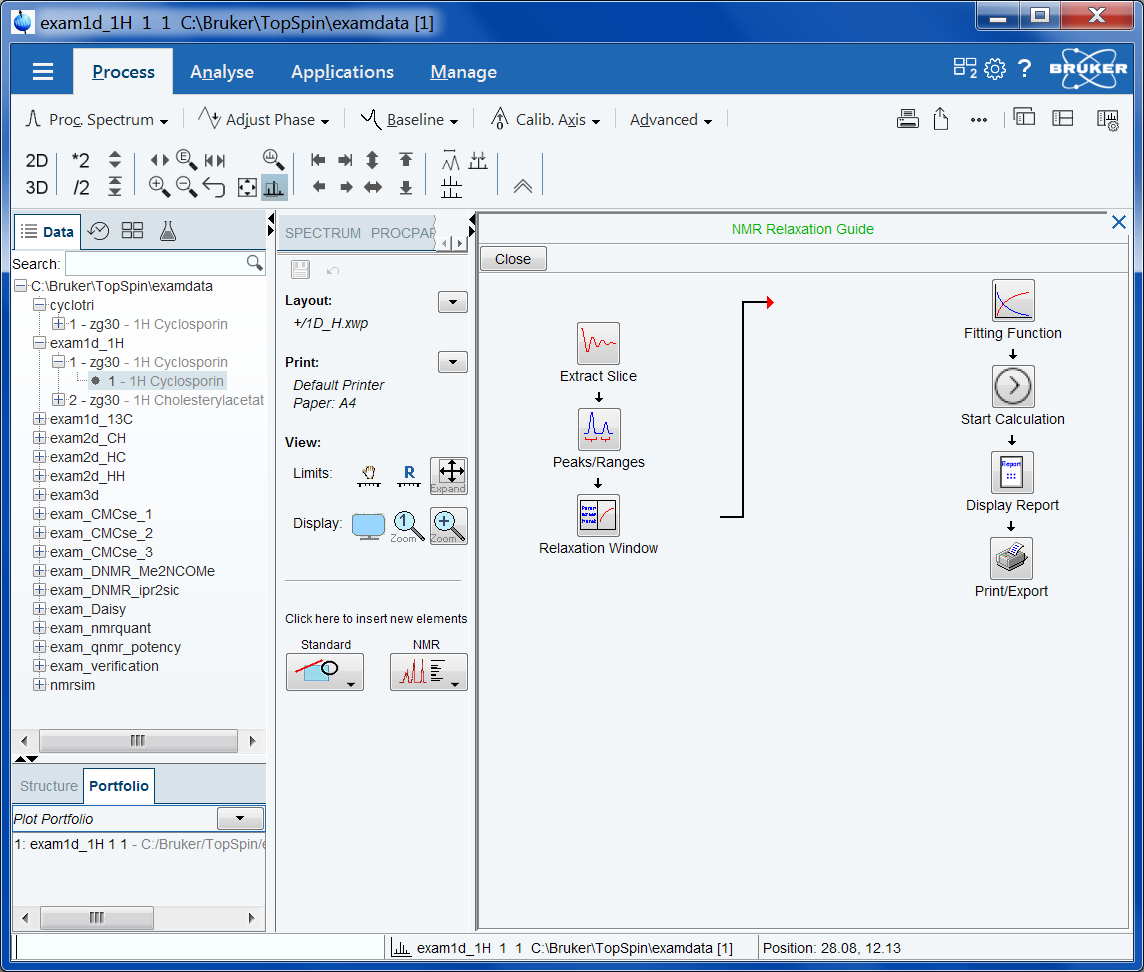 exam1d_1H 1 1 C:\Bruker\TopSpin\examdata [1]
Process Analyse Applications Manage
2 ? BRUKER
Proc. Spectrum Adjust Phase Baseline Calib. Axis Advanced
2D *2
3D /2
Data
Search:
C:\Bruker\TopSpin\examdata
cyclotri
1 - zg30 - 1H Cyclosporin
exam1d_1H
1 - zg30 - 1H Cyclosporin
1 - 1H Cyclosporin
2 - zg30 - 1H Cholesterylacetat
exam1d_13C
exam2d_CH
exam2d_HC
exam2d_HH
exam3d
exam_CMCse_1
exam_CMCse_2
exam_CMCse_3
exam_DNMR_Me2NCOMe
exam_DNMR_ipr2sic
exam_Daisy
exam_nmrquant
exam_qnmr_potency
exam_verification
nmrsim
Structure Portfolio
Plot Portfolio
1: exam1d_1H 1 1 - C:/Bruker/TopSpin/e
SPECTRUM PROCPAR
Layout:
+/1D_H.xwp
Print:
Default Printer
Paper: A4
View:
Limits: R Expand
Display: 1 Zoom... Zoom...
Click here to insert new elements
Standard NMR
NMR Relaxation Guide
Close
Extract Slice
Peaks/Ranges
Relaxation Window
Fitting Function
Start Calculation
Report
Display Report
Print/Export
exam1d_1H 1 1 C:\Bruker\TopSpin\examdata [1] Position: 28.08, 12.13